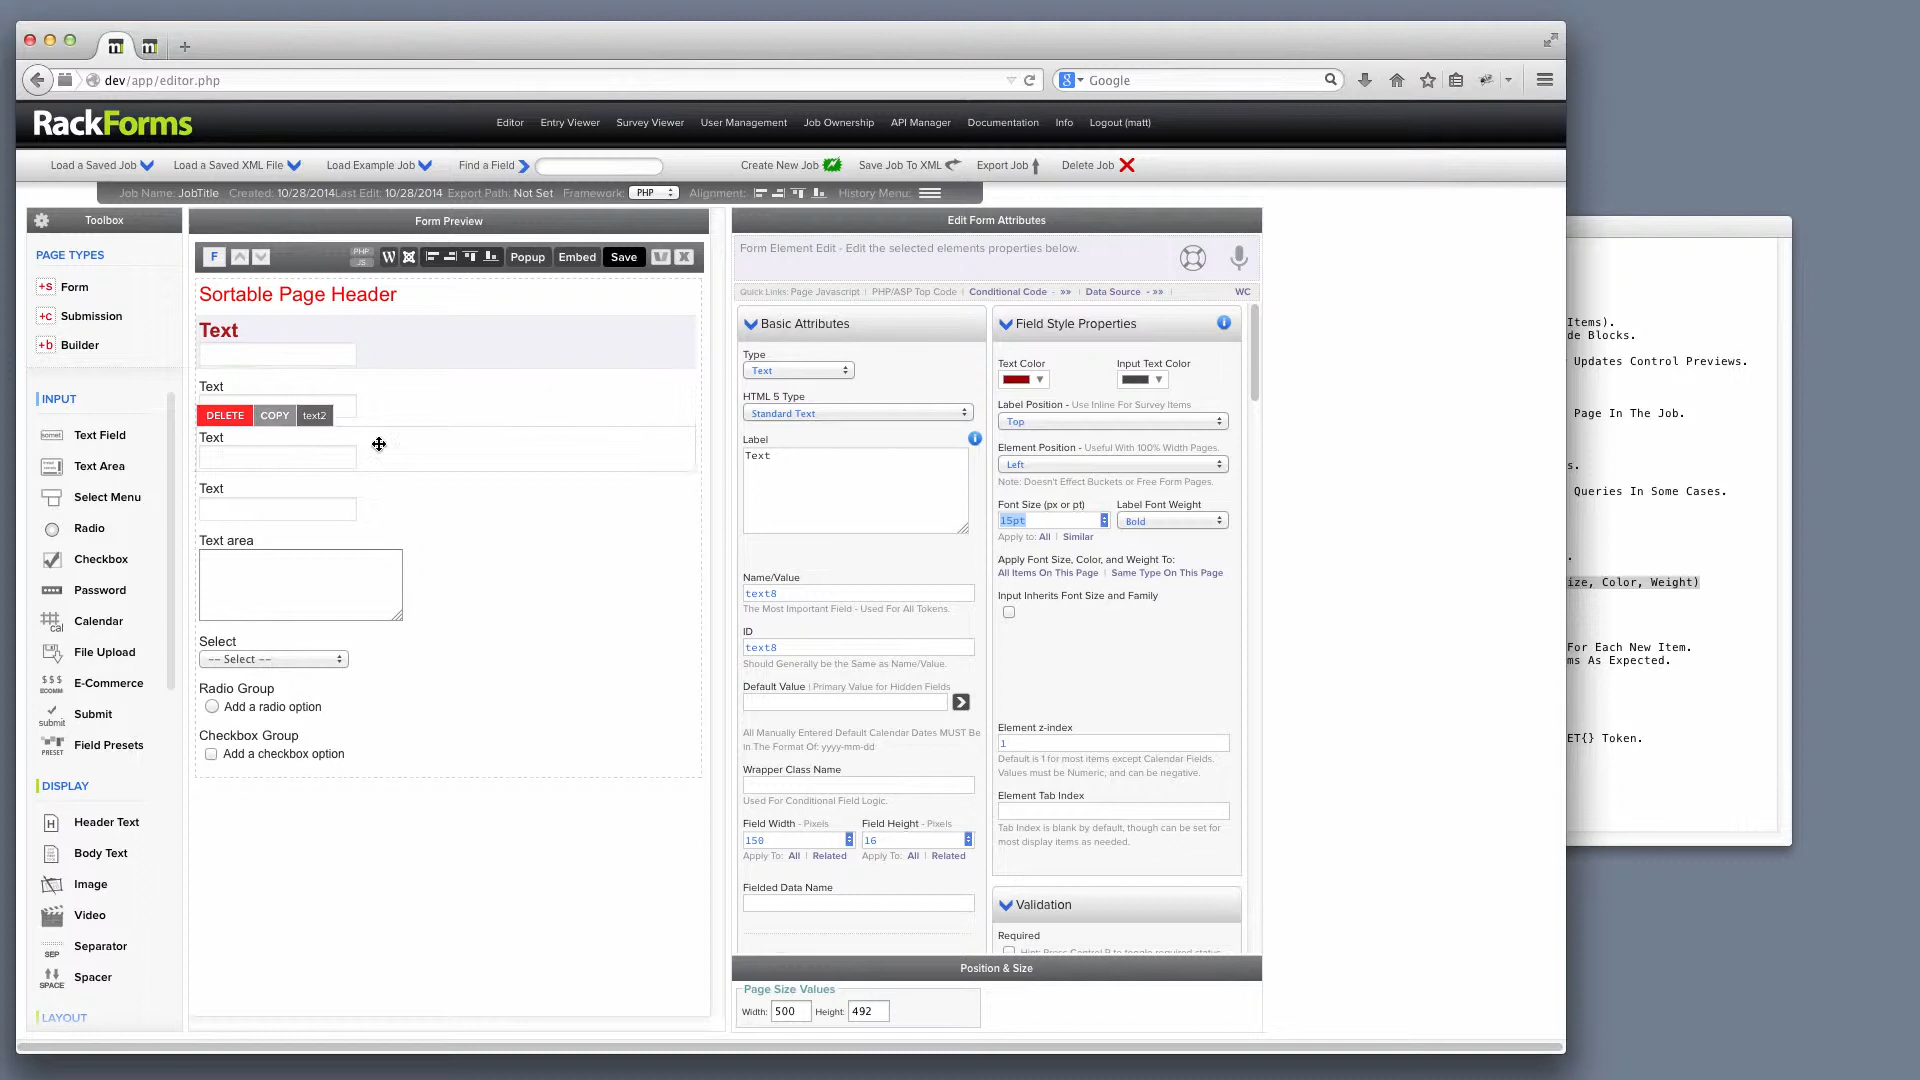 dev/app/editor.php
Google
RackForms
Editor
Entry Viewer
Survey Viewer
User Management
Job Ownership
API Manager
Documentation
Info
Logout (matt)
Load a Saved Job
Load a Saved XML File
Load Example Job
Find a Field
Create New Job
Save Job To XML
Export Job
Delete Job
Job Name: JobTitle Created: 10/28/2014Last Edit: 10/28/2014 Export Path: Not Set Framework: PHP Alignment: History Menu:
Toolbox
PAGE TYPES
+s Form
+c Submission
+b Builder
INPUT
Text Field
Text Area
Select Menu
Radio
Checkbox
Password
Calendar
File Upload
E-Commerce
Submit
Field Presets
DISPLAY
Header Text
Body Text
Image
Video
Separator
Spacer
LAYOUT
Form Preview
F
PHP
JS
W
Popup
Embed
Save
Sortable Page Header
Text
Text
DELETE COPY text2
Text
Text
Text area
Select
-- Select --
Radio Group
Add a radio option
Checkbox Group
Add a checkbox option
Edit Form Attributes
Form Element Edit - Edit the selected elements properties below.
Quick Links: Page Javascript | PHP/ASP Top Code | Conditional Code - »» | Data Source - »» | WC
Basic Attributes
Type
Text
HTML 5 Type
Standard Text
Label
Text
Name/Value
text8
The Most Important Field - Used For All Tokens.
ID
text8
Should Generally be the Same as Name/Value.
Default Value | Primary Value for Hidden Fields
All Manually Entered Default Calendar Dates MUST Be
in The Format Of: yyyy-mm-dd
Wrapper Class Name
Used For Conditional Field Logic.
Field Width - Pixels
150
Apply To: All | Related
Field Height - Pixels
16
Apply To: All | Related
Fielded Data Name
Field Style Properties
Text Color
Input Text Color
Label Position - Use Inline For Survey Items
Top
Element Position - Useful With 100% Width Pages.
Left
Note: Doesn't Effect Buckets or Free Form Pages.
Font Size (px or pt)
15pt
Label Font Weight
Bold
Apply to: All | Similar
Apply Font Size, Color, and Weight To:
All Items On This Page | Same Type On This Page
Input Inherits Font Size and Family
Element z-index
1
Default is 1 for most items except Calendar Fields.
Values must be Numeric, and can be negative.
Element Tab Index
Tab Index is blank by default, though can be set for
most display items as needed.
Validation
Required
Position & Size
Page Size Values
Width: 500 Height: 492
Items).
de Blocks.
Updates Control Previews.
Page In The Job.
s.
Queries In Some Cases.
.
ize, Color, Weight)
For Each New Item.
ms As Expected.
ET{} Token.